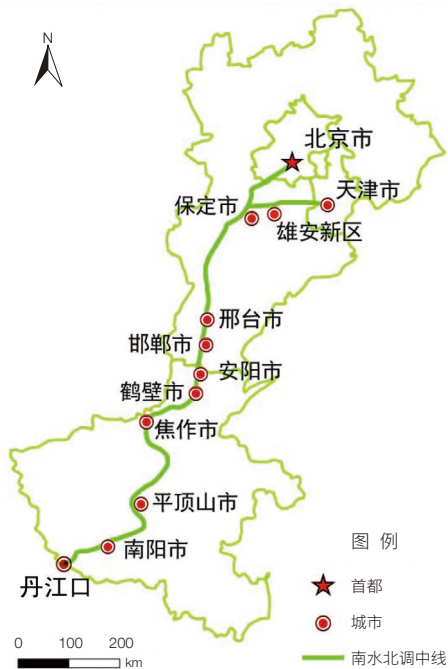 N
北京市
天津市
保定市
雄安新区
邢台市
邯郸市
安阳市
鹤壁市
焦作市
平顶山市
南阳市
丹江口
图 例
首都
城市
南水北调中线
0 100 200
km